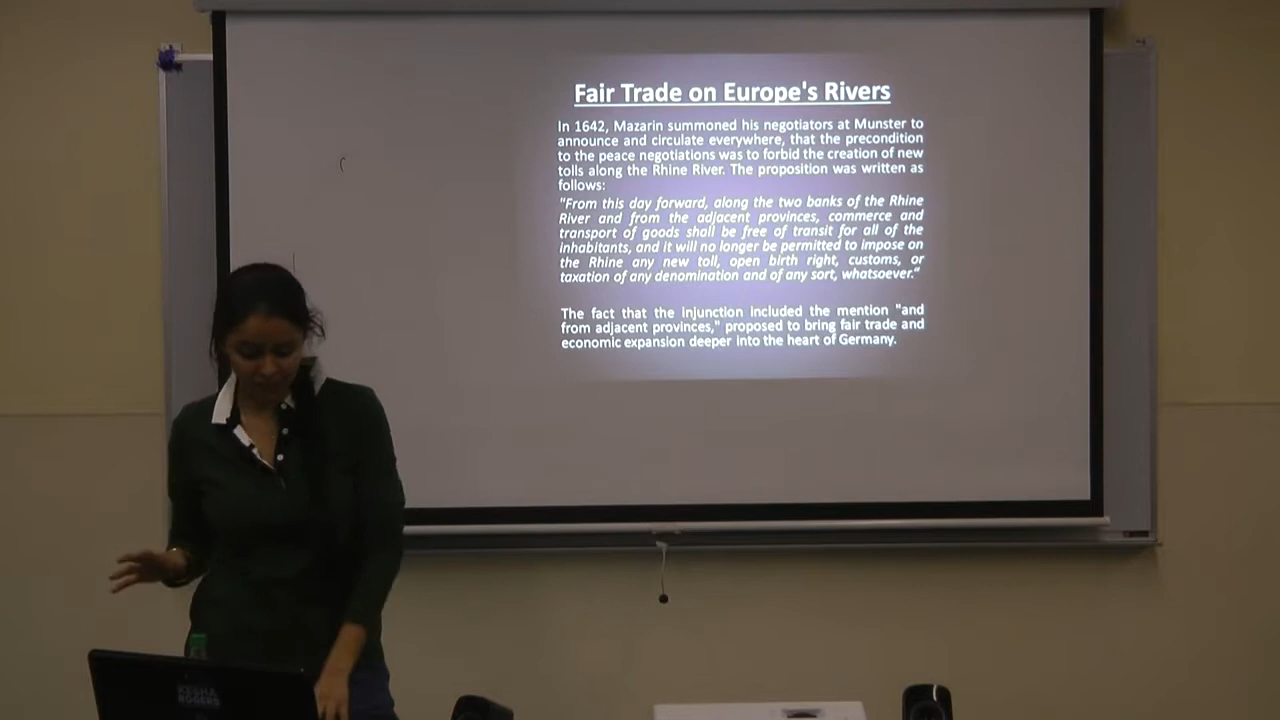 Fair Trade on Europe's Rivers
In 1642, Mazarin summoned his negotiators at Munster to
announce and circulate everywhere, that the precondition
to the peace negotiations was to forbid the creation of new
tolls along the Rhine River. The proposition was written as
follows:
"From this day forward, along the two banks of the Rhine
River and from the adjacent provinces, commerce and
transport of goods shall be free of transit for all of the
inhabitants, and it will no longer be permitted to impose on
the Rhine any new toll, open birth right, customs, or
taxation of any denomination and of any sort, whatsoever."
The fact that the injunction included the mention "and
from adjacent provinces," proposed to bring fair trade and
economic expansion deeper into the heart of Germany.
KESHA
ROGERS